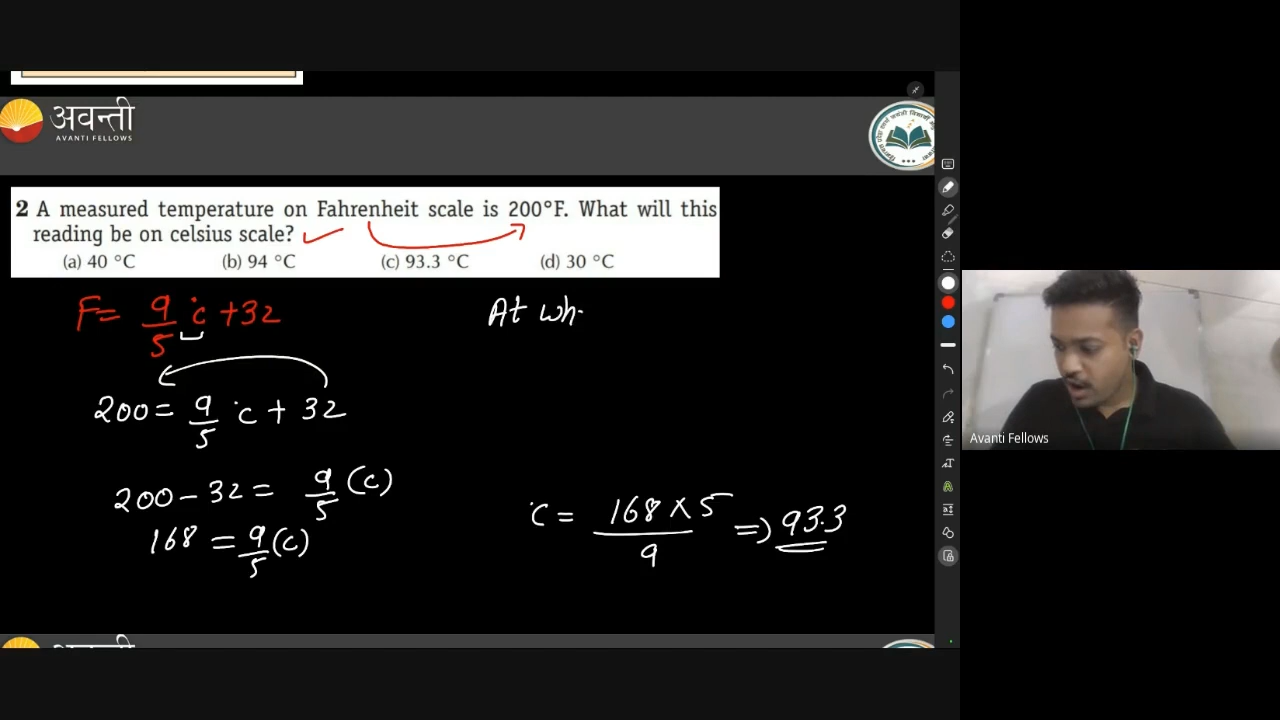 अवन्ती
AVANTI FELLOWS
2 A measured temperature on Fahrenheit scale is 200°F. What will this
reading be on celsius scale?
(a) 40 °C (b) 94 °C (c) 93.3 °C (d) 30 °C
F= 9/5 °c +32
At wh
200= 9/5 °c + 32
200-32= 9/5 (c)
168 = 9/5 (c)
°c = 168 × 5 / 9 => 93.3
Avanti Fellows